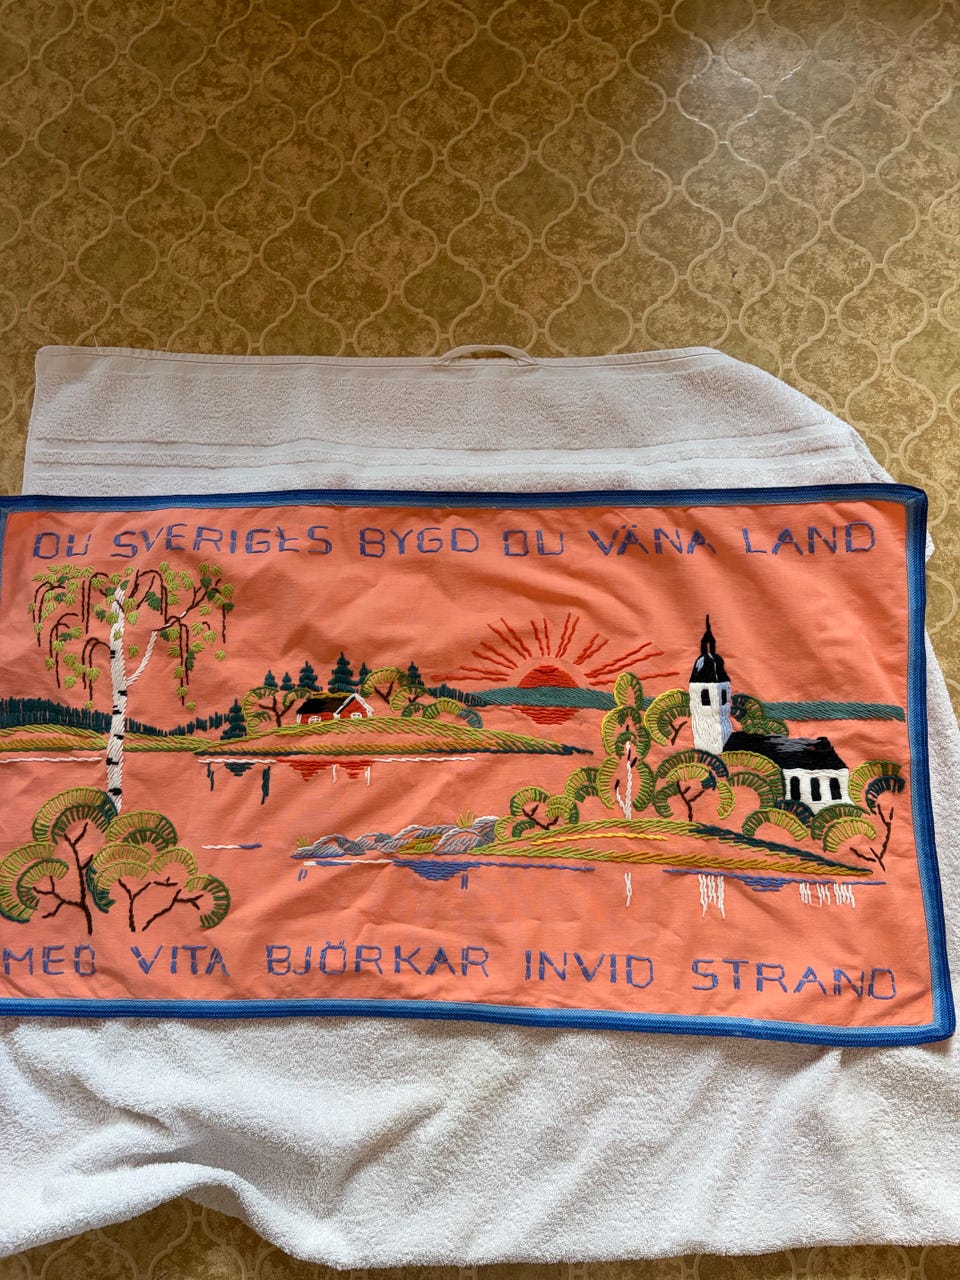 DU SVERIGES BYGD DU VÄNA LAND
MED VITA BJÖRKAR INVID STRAND